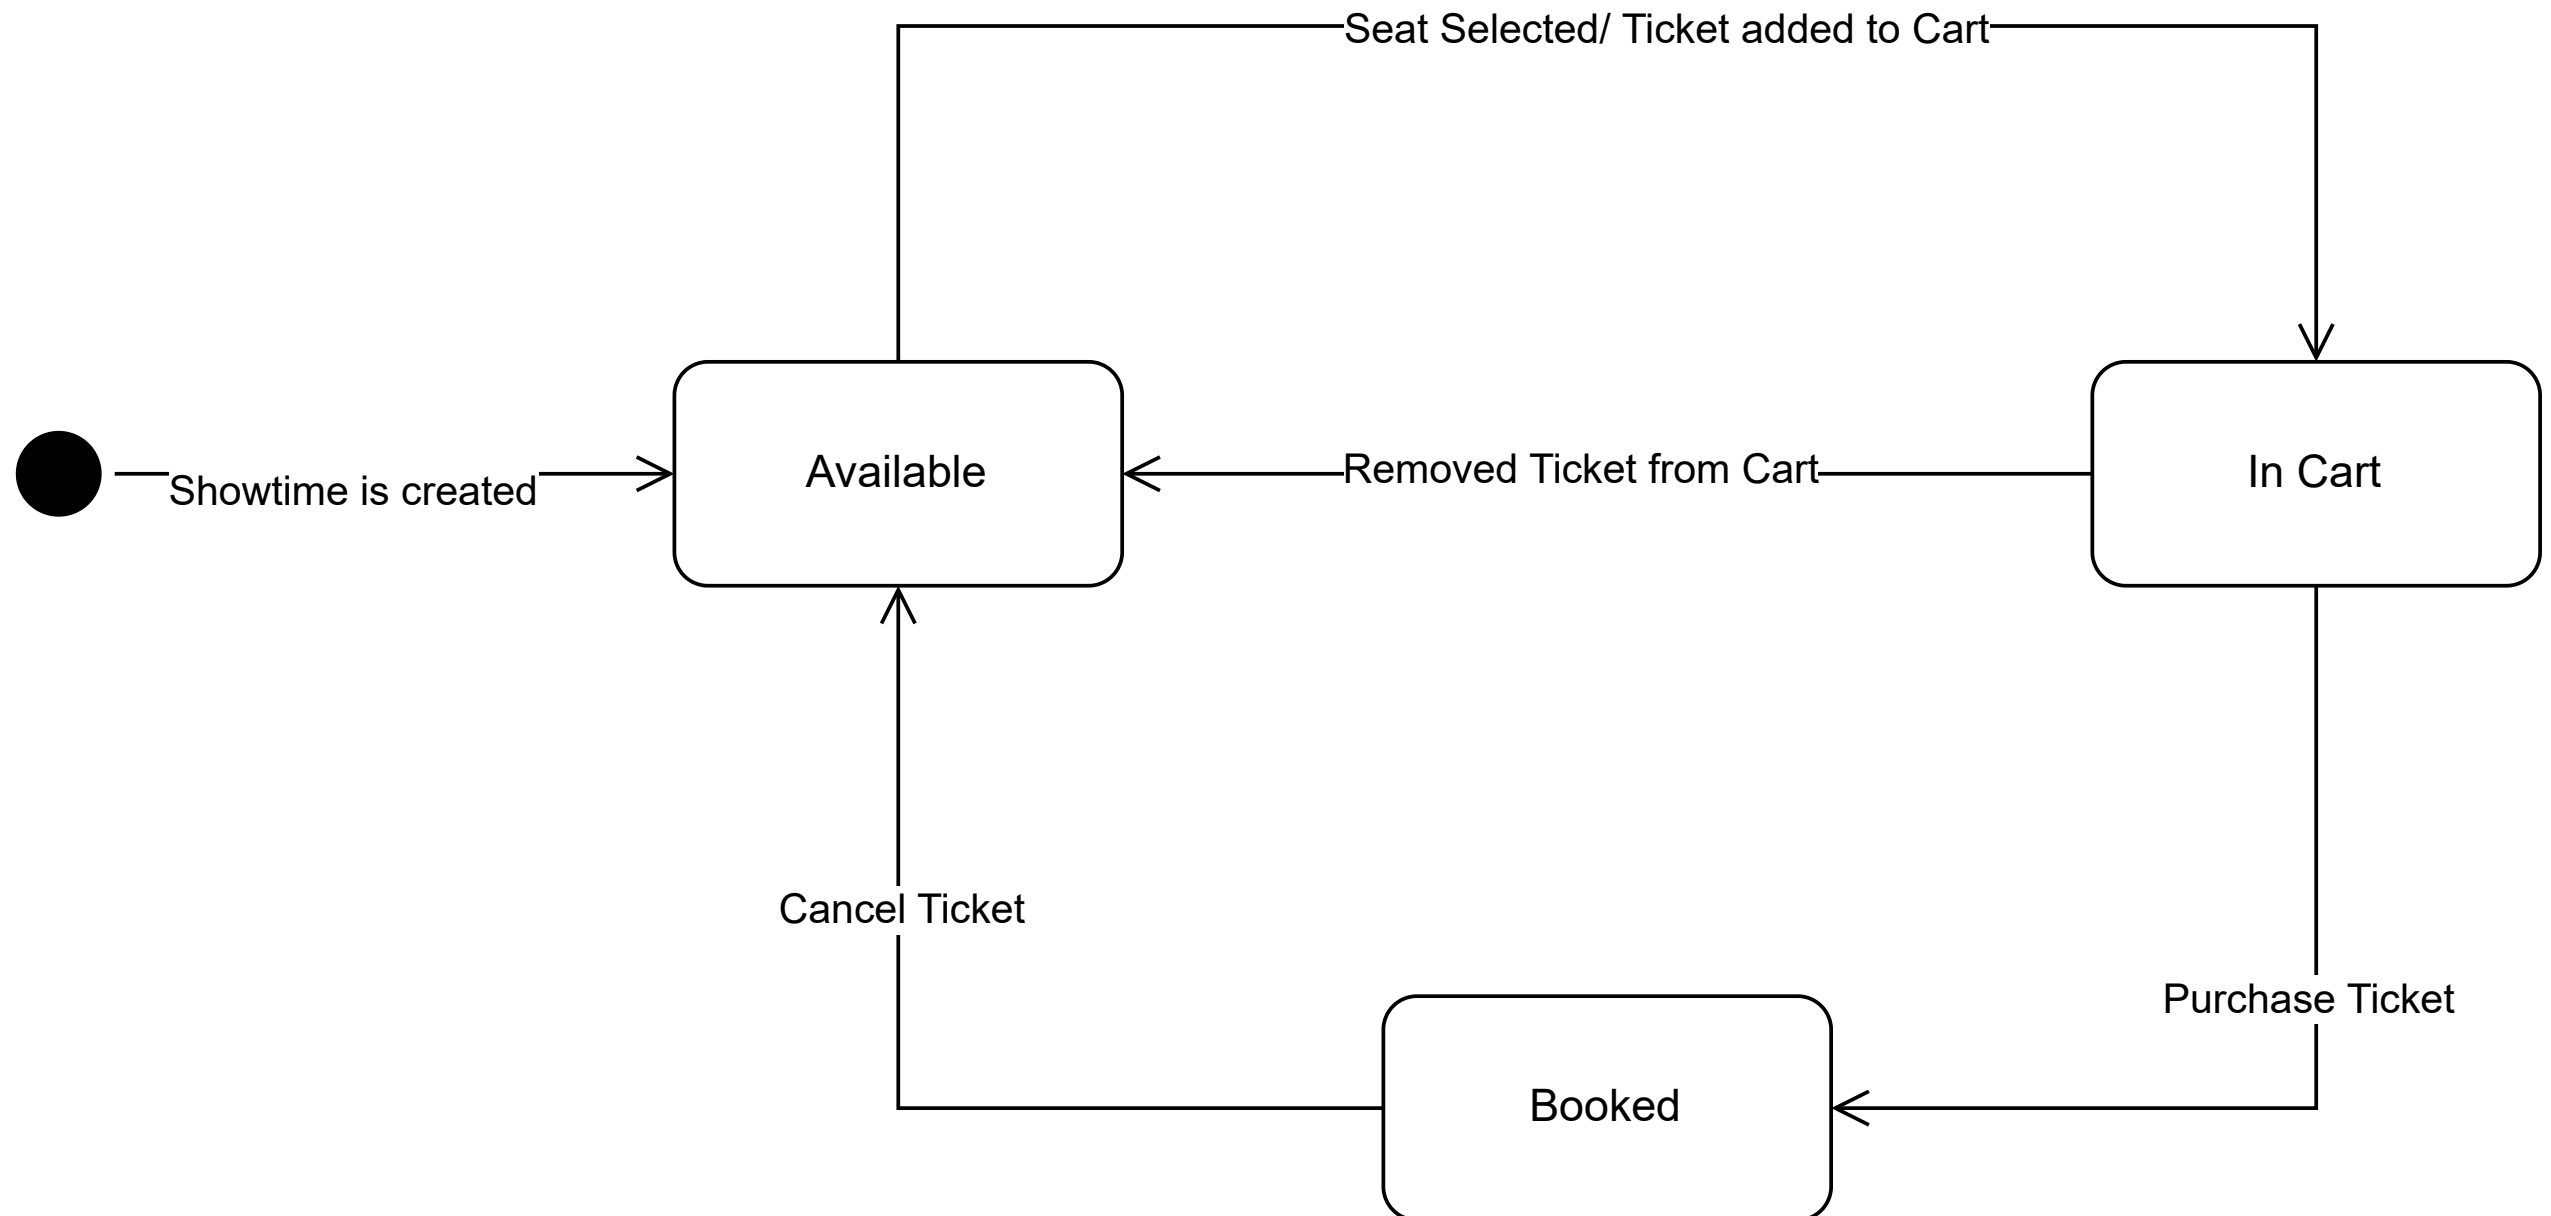 Seat Selected/ Ticket added to Cart
Showtime is created
Available
Removed Ticket from Cart
In Cart
Cancel Ticket
Purchase Ticket
Booked